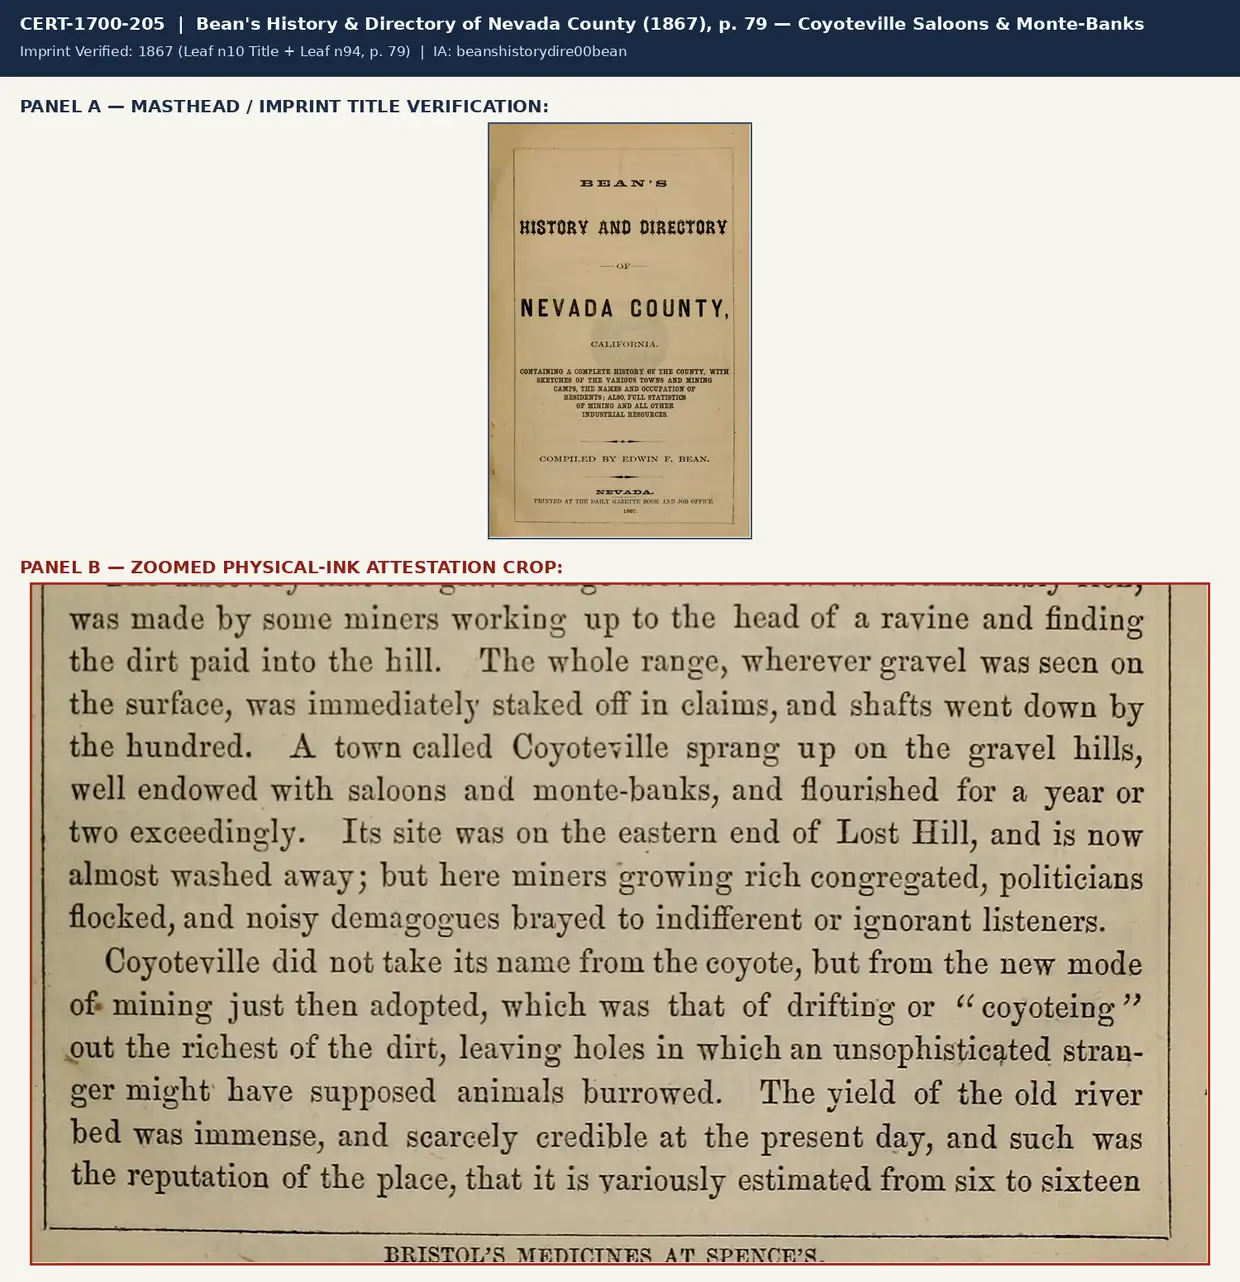 CERT-1700-205 | Bean's History & Directory of Nevada County (1867), p. 79 — Coyoteville Saloons & Monte-Banks
Imprint Verified: 1867 (Leaf n10 Title + Leaf n94, p. 79) | IA: beanshistorydire00bean
PANEL A — MASTHEAD / IMPRINT TITLE VERIFICATION:
BEAN'S
HISTORY AND DIRECTORY
—OF—
NEVADA COUNTY,
CALIFORNIA.
CONTAINING A COMPLETE HISTORY OF THE COUNTY, WITH
SKETCHES OF THE VARIOUS TOWNS AND MINING
CAMPS, THE NAMES AND OCCUPATION OF
RESIDENTS; ALSO, FULL STATISTICS
OF MINING AND ALL OTHER
INDUSTRIAL RESOURCES.
COMPILED BY EDWIN F. BEAN.
NEVADA.
PRINTED AT THE DAILY GAZETTE BOOK AND JOB OFFICE.
1867.
PANEL B — ZOOMED PHYSICAL-INK ATTESTATION CROP:
was made by some miners working up to the head of a ravine and finding
the dirt paid into the hill. The whole range, wherever gravel was seen on
the surface, was immediately staked off in claims, and shafts went down by
the hundred. A town called Coyoteville sprang up on the gravel hills,
well endowed with saloons and monte-banks, and flourished for a year or
two exceedingly. Its site was on the eastern end of Lost Hill, and is now
almost washed away; but here miners growing rich congregated, politicians
flocked, and noisy demagogues brayed to indifferent or ignorant listeners.
Coyoteville did not take its name from the coyote, but from the new mode
of mining just then adopted, which was that of drifting or “coyoteing”
out the richest of the dirt, leaving holes in which an unsophisticated stran-
ger might have supposed animals burrowed. The yield of the old river
bed was immense, and scarcely credible at the present day, and such was
the reputation of the place, that it is variously estimated from six to sixteen
BRISTOL'S MEDICINES AT SPENCE'S.